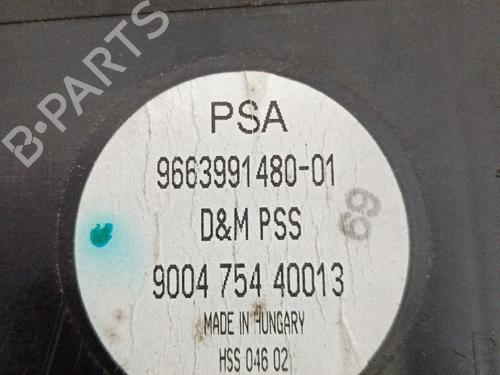 B-PARTS
PSA
9663991480-01
69
D&M PSS
9004 754 40013
MADE IN HUNGARY
HSS 046 02